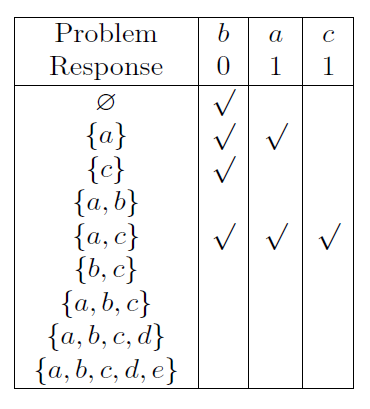 Problem b a c
Response 0 1 1
∅ √
{a} √ √
{c} √
{a, b}
{a, c} √ √ √
{b, c}
{a, b, c}
{a, b, c, d}
{a, b, c, d, e}